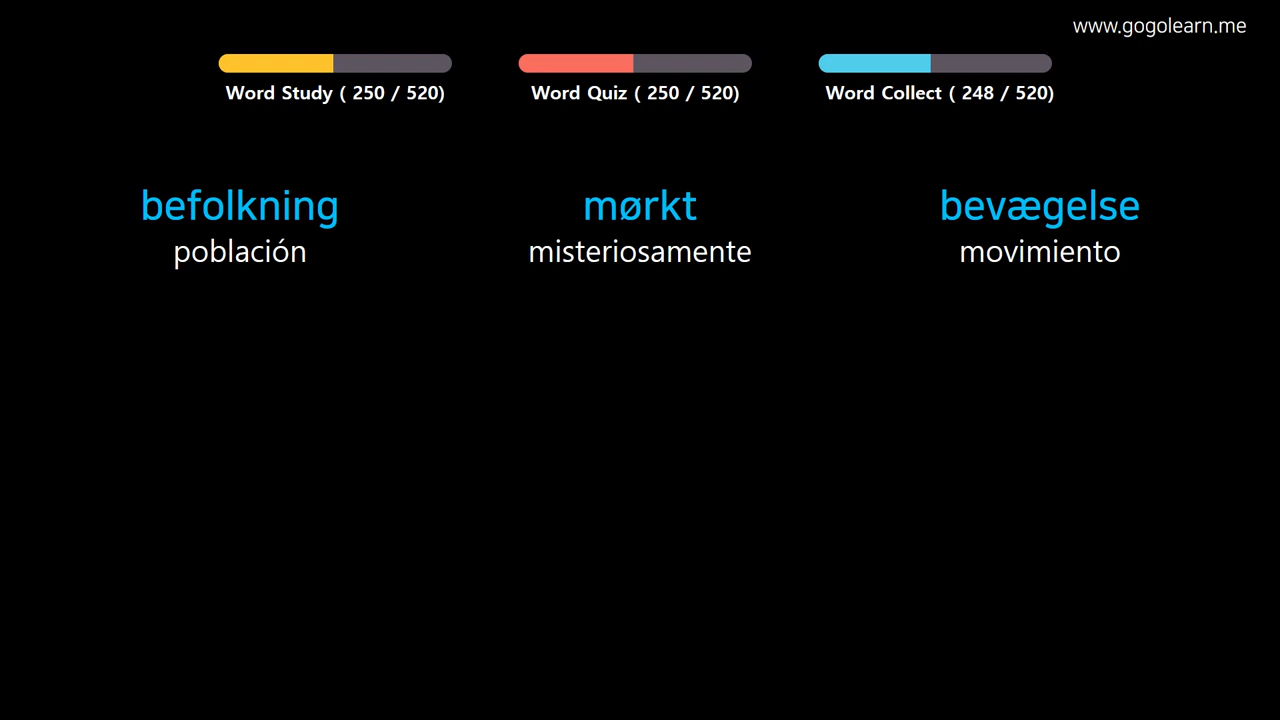 www.gogolearn.me
Word Study ( 250 / 520)
Word Quiz ( 250 / 520)
Word Collect ( 248 / 520)
befolkning
población
mørkt
misteriosamente
bevægelse
movimiento